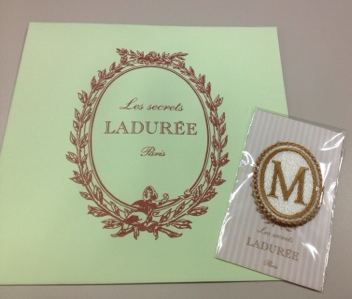 Les secrets
LADURÉE
Paris
M
Les secrets
LADURÉE
Paris